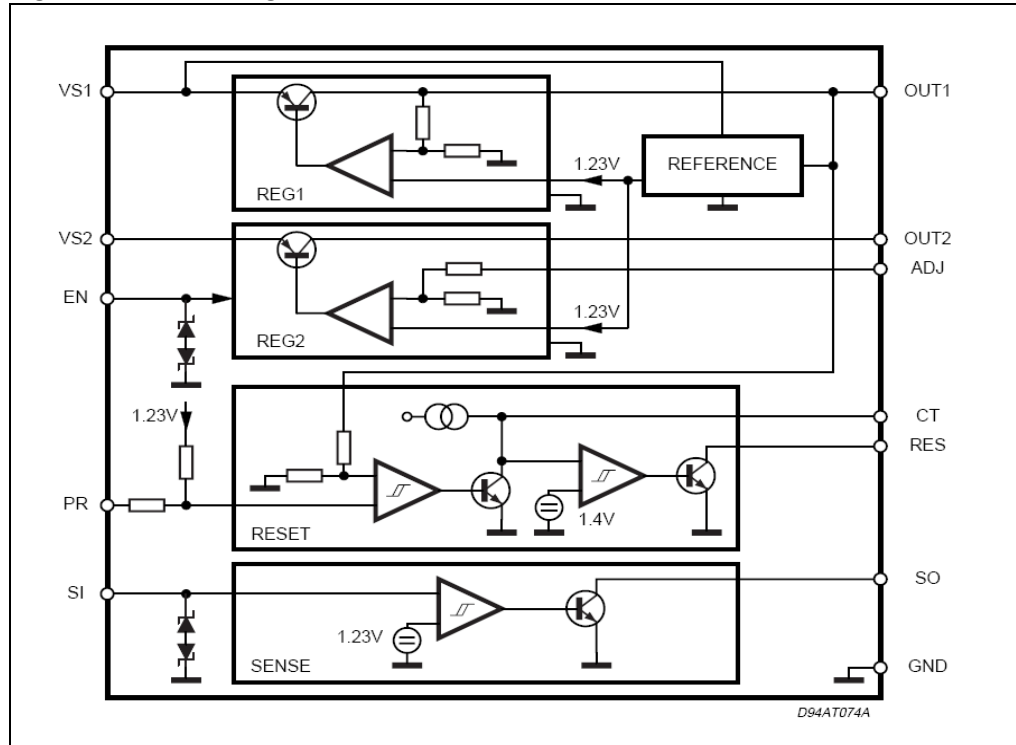 VS1
OUT1
1.23V
REFERENCE
REG1
VS2
OUT2
ADJ
EN
1.23V
REG2
1.23V
CT
RES
PR
1.4V
RESET
SI
SO
1.23V
SENSE
GND
D94AT074A